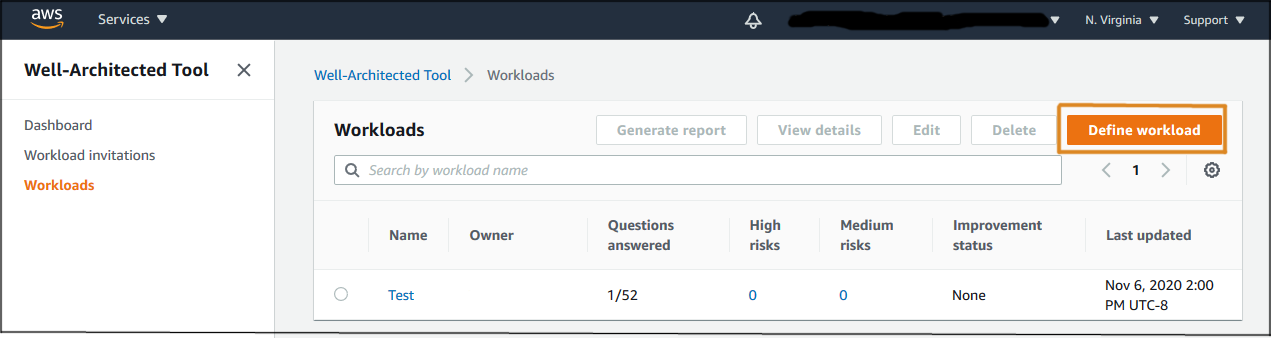 aws Services N. Virginia Support
Well-Architected Tool
Dashboard
Workload invitations
Workloads
Well-Architected Tool Workloads
Workloads Generate report View details Edit Delete Define workload
Search by workload name 1
Name Owner Questions answered High risks Medium risks Improvement status Last updated
Test 1/52 0 0 None Nov 6, 2020 2:00
PM UTC-8